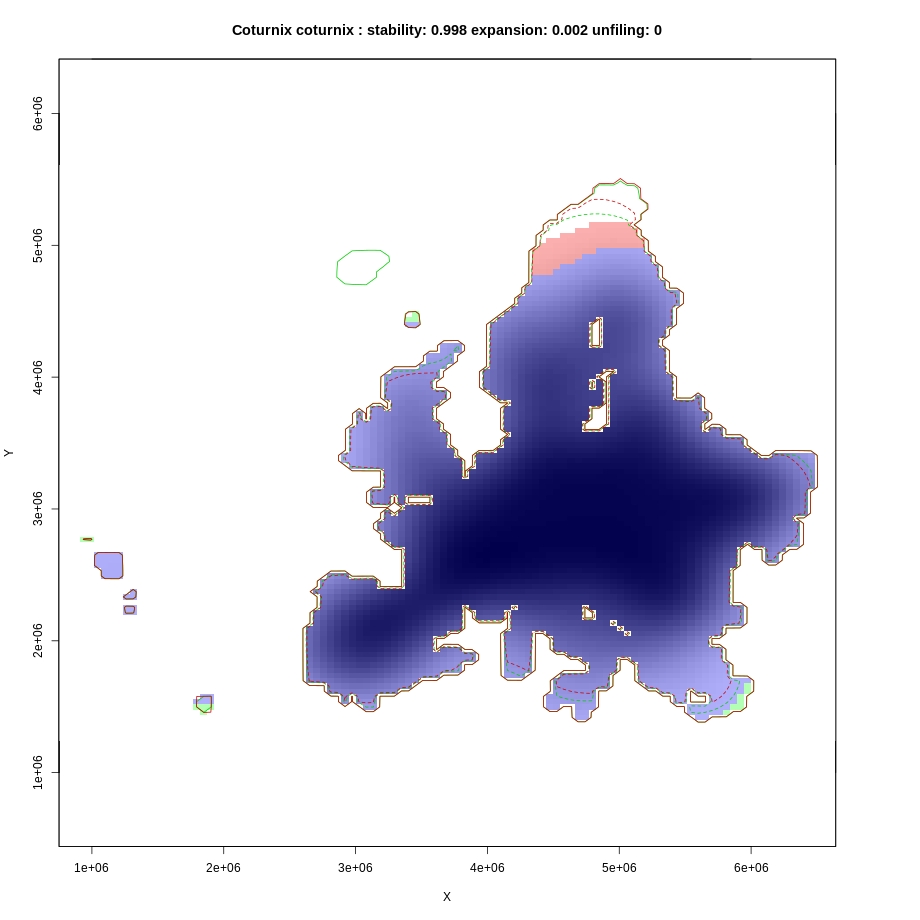 Coturnix coturnix : stability: 0.998 expansion: 0.002 unfiling: 0
6e+06
5e+06
4e+06
3e+06
2e+06
1e+06
Y
1e+06 2e+06 3e+06 4e+06 5e+06 6e+06
X